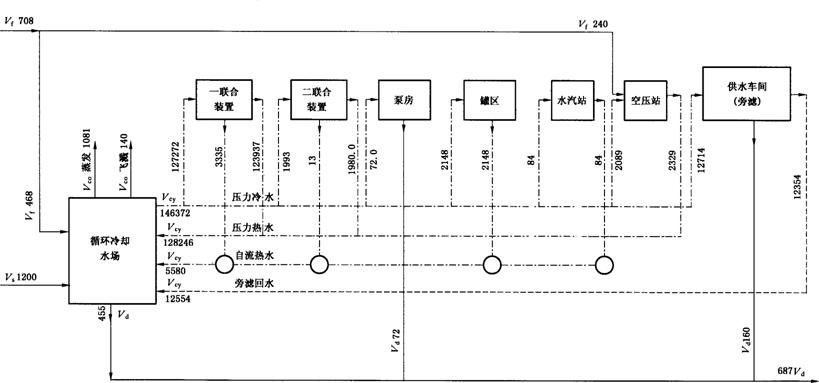 Vf 708
Vf 240
一联合
装置
二联合
装置
泵房
罐区
水汽站
空压站
供水车间
(旁滤)
127272
3335
123937
1993
13
1980.0
72.0
2148
2148
84
84
2089
2329
12714
12354
Vco 蒸发 1081
Vco 飞溅 140
Vf 468
循环冷却
水场
Vcy 压力冷水
146372
Vcy 压力热水
128246
Vcy 自流热水
5580
Vcy 旁滤回水
12554
Vs 1200
455
Vd
Vd 72
Vd 160
687Vd